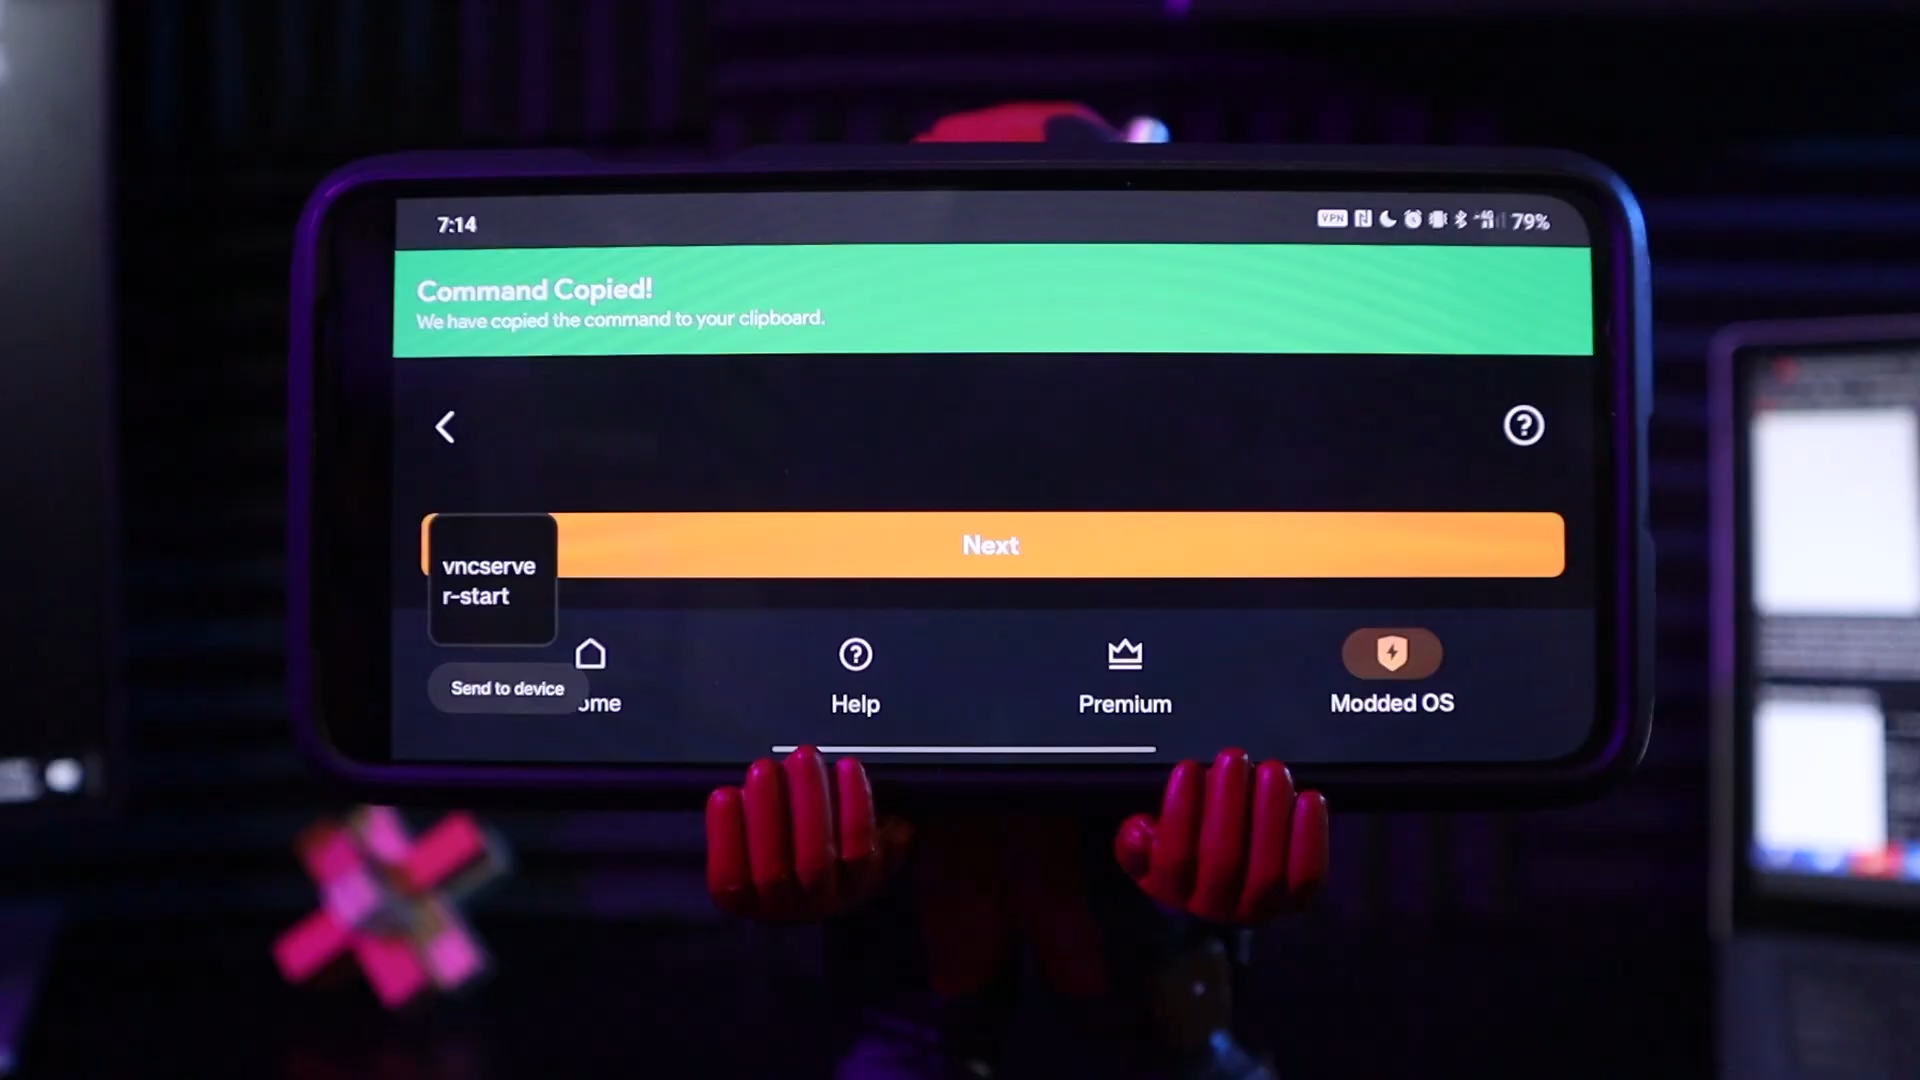 7:14
VPN
4G
79%
Command Copied!
We have copied the command to your clipboard.
Next
vncserve
r-start
Send to device
ome
Help
Premium
Modded OS